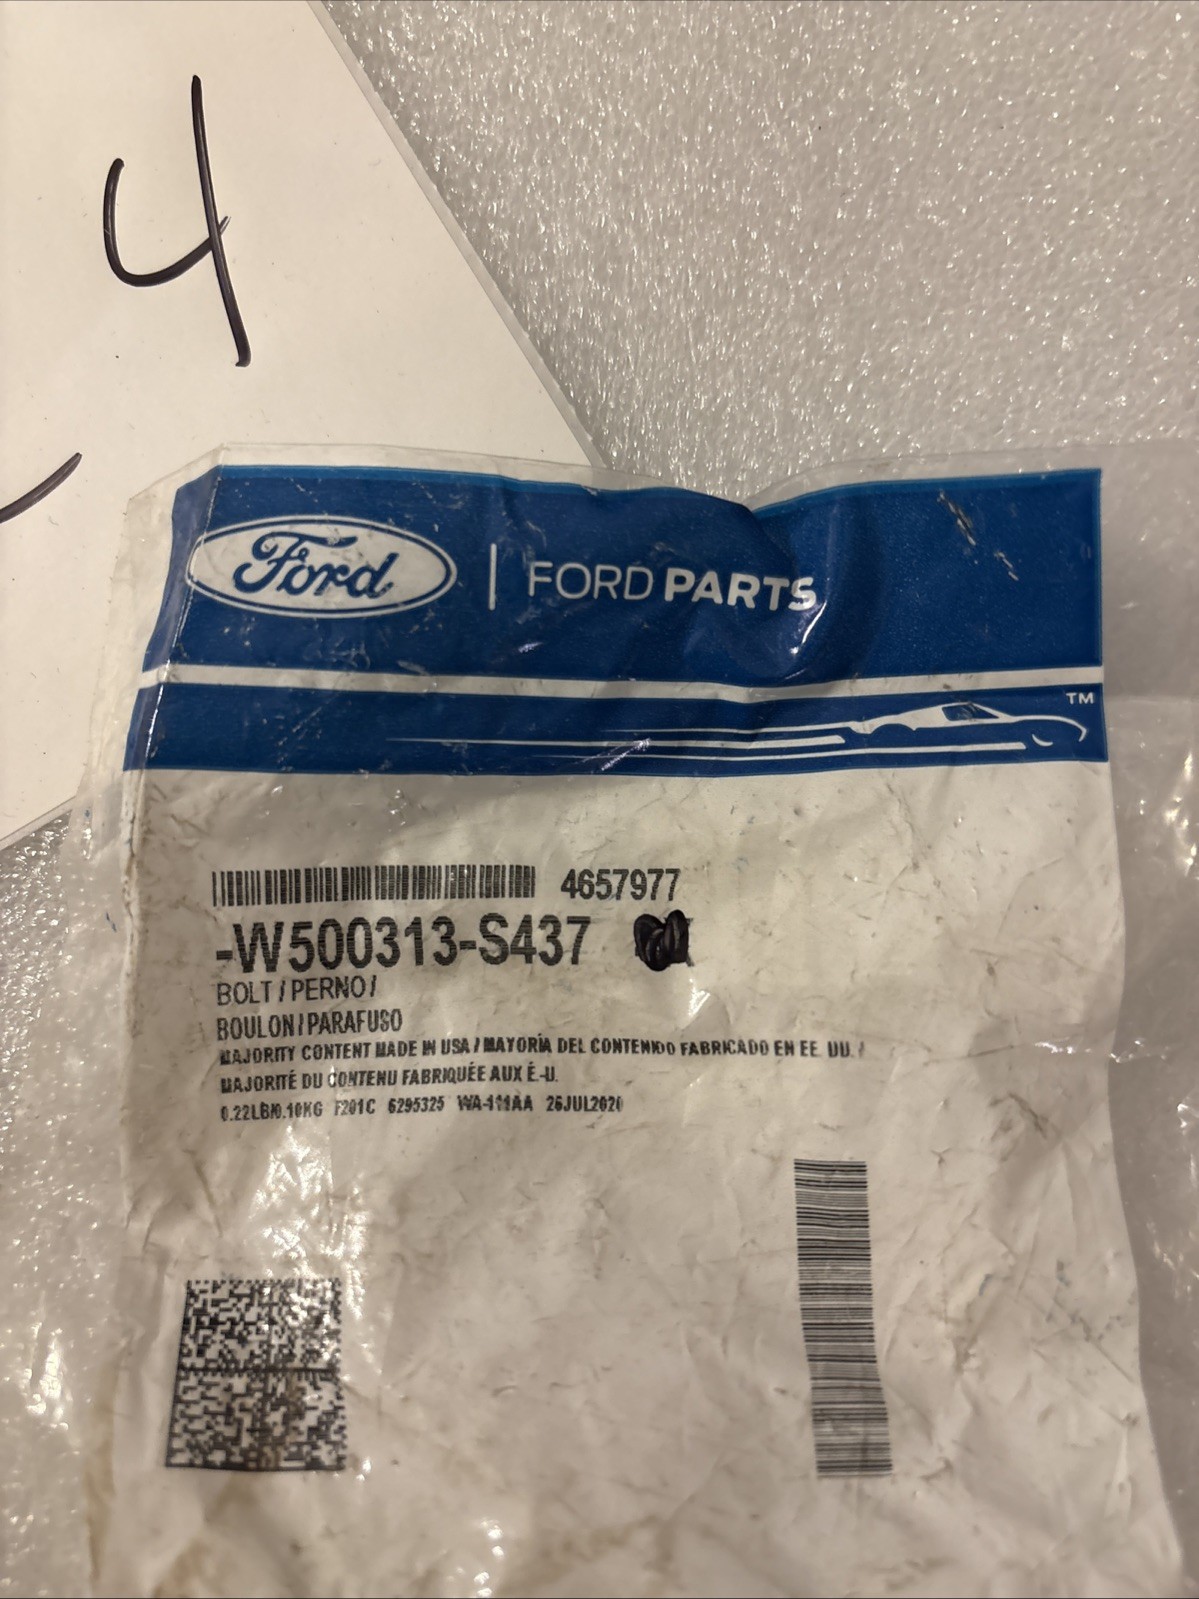 4
Ford | FORD PARTS
TM
4657977
-W500313-S437
BOLT / PERNO /
BOULON / PARAFUSO
MAJORITY CONTENT MADE IN USA / MAYORÍA DEL CONTENIDO FABRICADO EN EE. UU. /
MAJORITÉ DU CONTENU FABRIQUÉE AUX É.-U.
0.22LB/0.10KG F201C 6295325 WA-111AA 26JUL2020